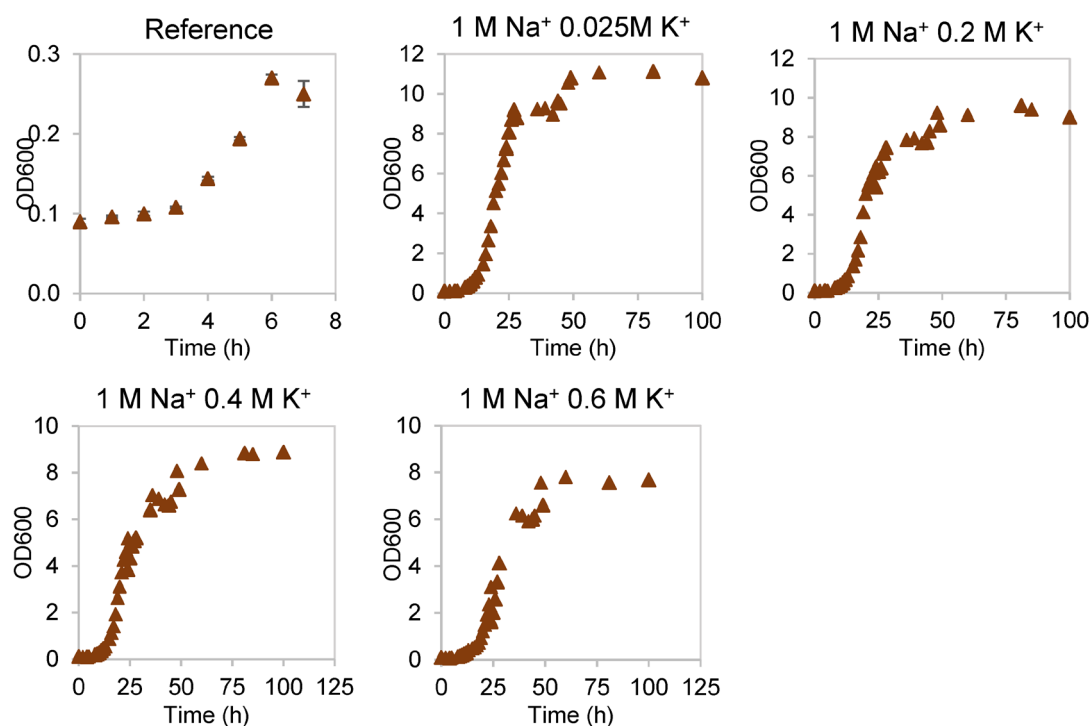 Reference
0.3
0.2
0.1
0.0
OD600
0 2 4 6 8
Time (h)
1 M Na⁺ 0.025M K⁺
12
10
8
6
4
2
0
OD600
0 25 50 75 100
Time (h)
1 M Na⁺ 0.2 M K⁺
12
10
8
6
4
2
0
OD600
0 25 50 75 100
Time (h)
1 M Na⁺ 0.4 M K⁺
10
8
6
4
2
0
OD600
0 25 50 75 100 125
Time (h)
1 M Na⁺ 0.6 M K⁺
10
8
6
4
2
0
OD600
0 25 50 75 100 125
Time (h)